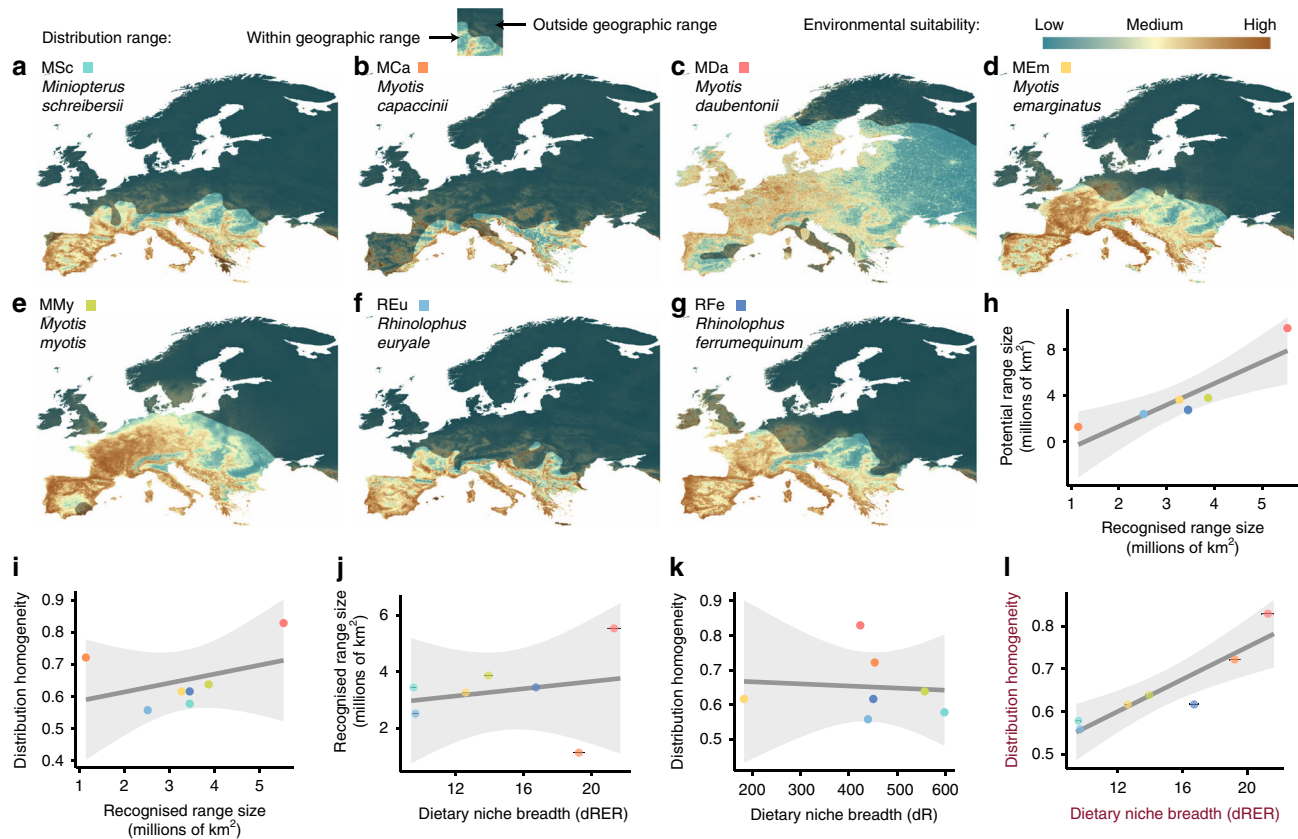 Distribution range:
Within geographic range
Outside geographic range
Environmental suitability:
Low Medium High
a MSc
Miniopterus
schreibersii
b MCa
Myotis
capaccinii
c MDa
Myotis
daubentonii
d MEm
Myotis
emarginatus
e MMy
Myotis
myotis
f REu
Rhinolophus
euryale
g RFe
Rhinolophus
ferrumequinum
h
Potential range size
(millions of km²)
8
4
0
1 2 3 4 5
Recognised range size
(millions of km²)
i
Distribution homogeneity
0.9
0.8
0.7
0.6
0.5
0.4
1 2 3 4 5
Recognised range size
(millions of km²)
j
Recognised range size
(millions of km²)
6
4
2
12 16 20
Dietary niche breadth (dRER)
k
Distribution homogeneity
0.9
0.8
0.7
0.6
0.5
200 300 400 500 600
Dietary niche breadth (dR)
l
Distribution homogeneity
0.8
0.7
0.6
0.5
12 16 20
Dietary niche breadth (dRER)